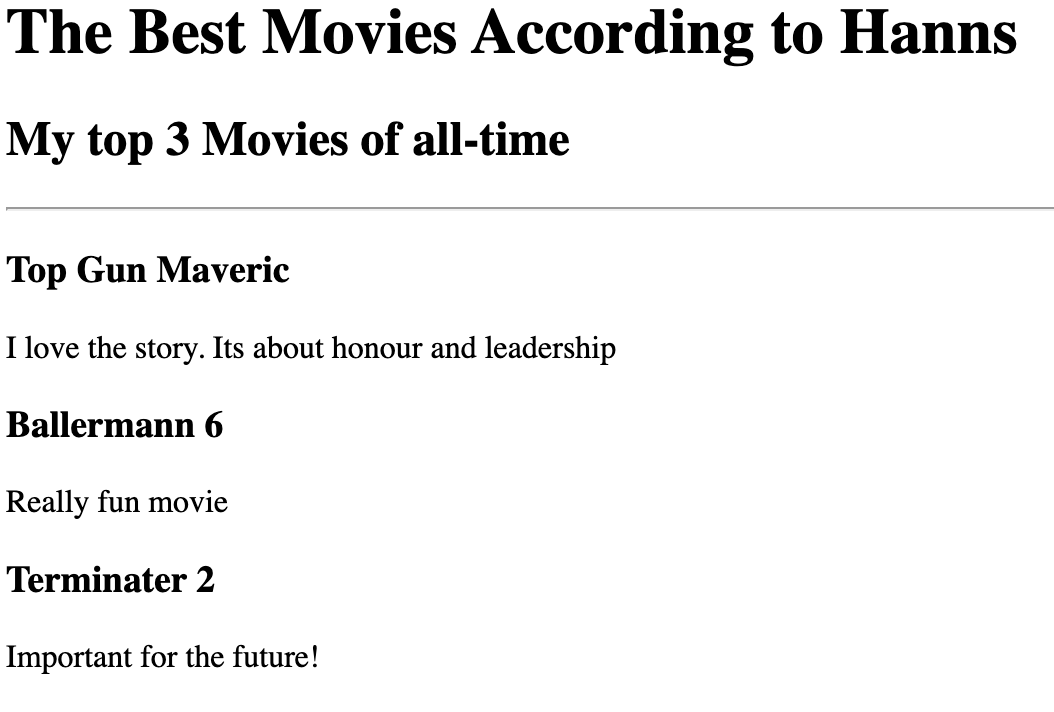 The Best Movies According to Hanns
My top 3 Movies of all-time
Top Gun Maveric
I love the story. Its about honour and leadership
Ballermann 6
Really fun movie
Terminater 2
Important for the future!